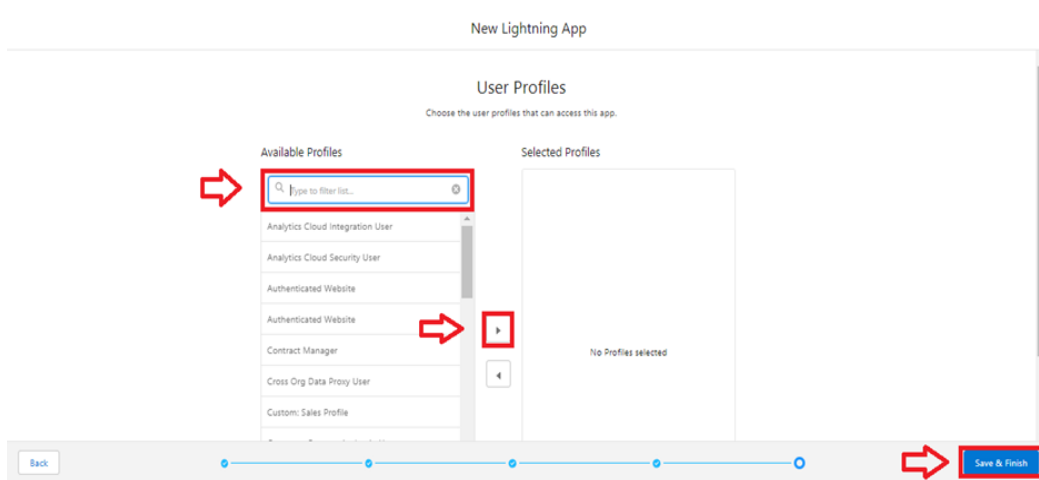 New Lightning App
User Profiles
Choose the user profiles that can access this app.
Available Profiles
Selected Profiles
Type to filter list...
Analytics Cloud Integration User
Analytics Cloud Security User
Authenticated Website
Authenticated Website
Contract Manager
Cross Org Data Proxy User
Custom: Sales Profile
No Profiles selected
Back
Save & Finish